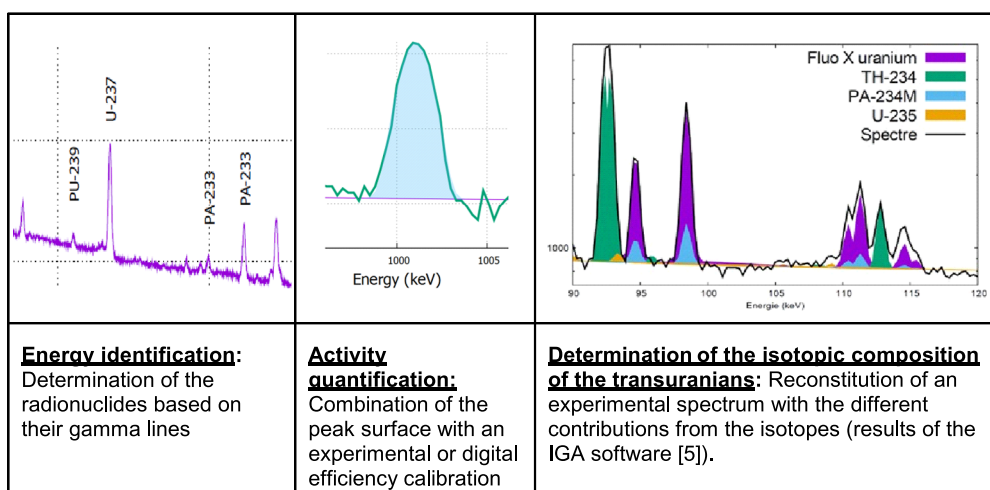 PU-239
U-237
PA-233
PA-233
1000
1005
Energy (keV)
Fluo X uranium
TH-234
PA-234M
U-235
Spectre
1000
90
95
100
105
110
115
120
Energie (keV)
Energy identification:
Determination of the
radionuclides based on
their gamma lines
Activity
quantification:
Combination of the
peak surface with an
experimental or digital
efficiency calibration
Determination of the isotopic composition
of the transuranians: Reconstitution of an
experimental spectrum with the different
contributions from the isotopes (results of the
IGA software [5]).